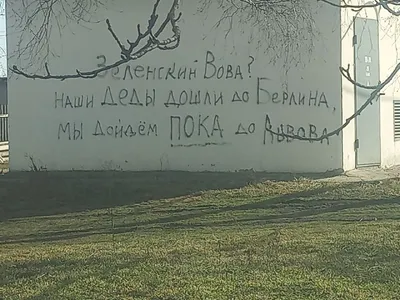 Зеленский Вова?
наши Деды дошли до Берлина,
мы дойдём ПОКА до Львова